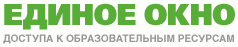 ЕДИНОЕ ОКНО
ДОСТУПА К ОБРАЗОВАТЕЛЬНЫМ РЕСУРСАМ